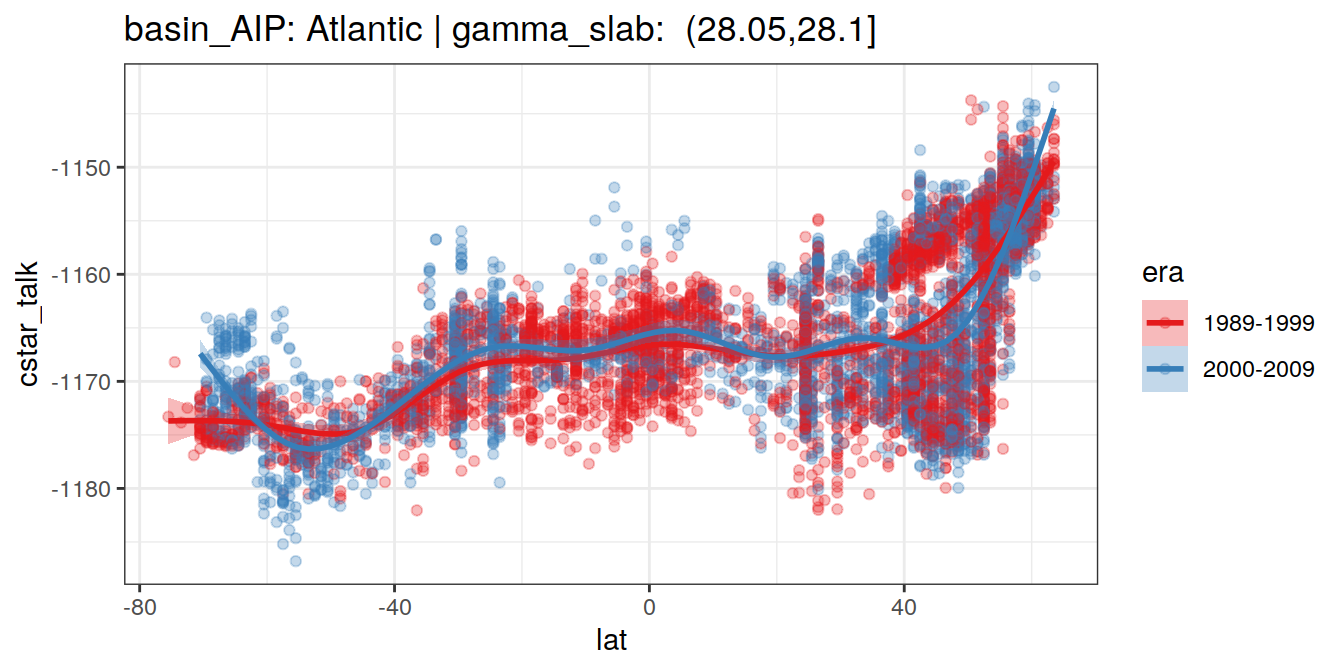 basin_AIP: Atlantic | gamma_slab:  (28.05,28.1]
cstar_talk
-1150
-1160
-1170
-1180
-80
-40
0
40
lat
era
1989-1999
2000-2009